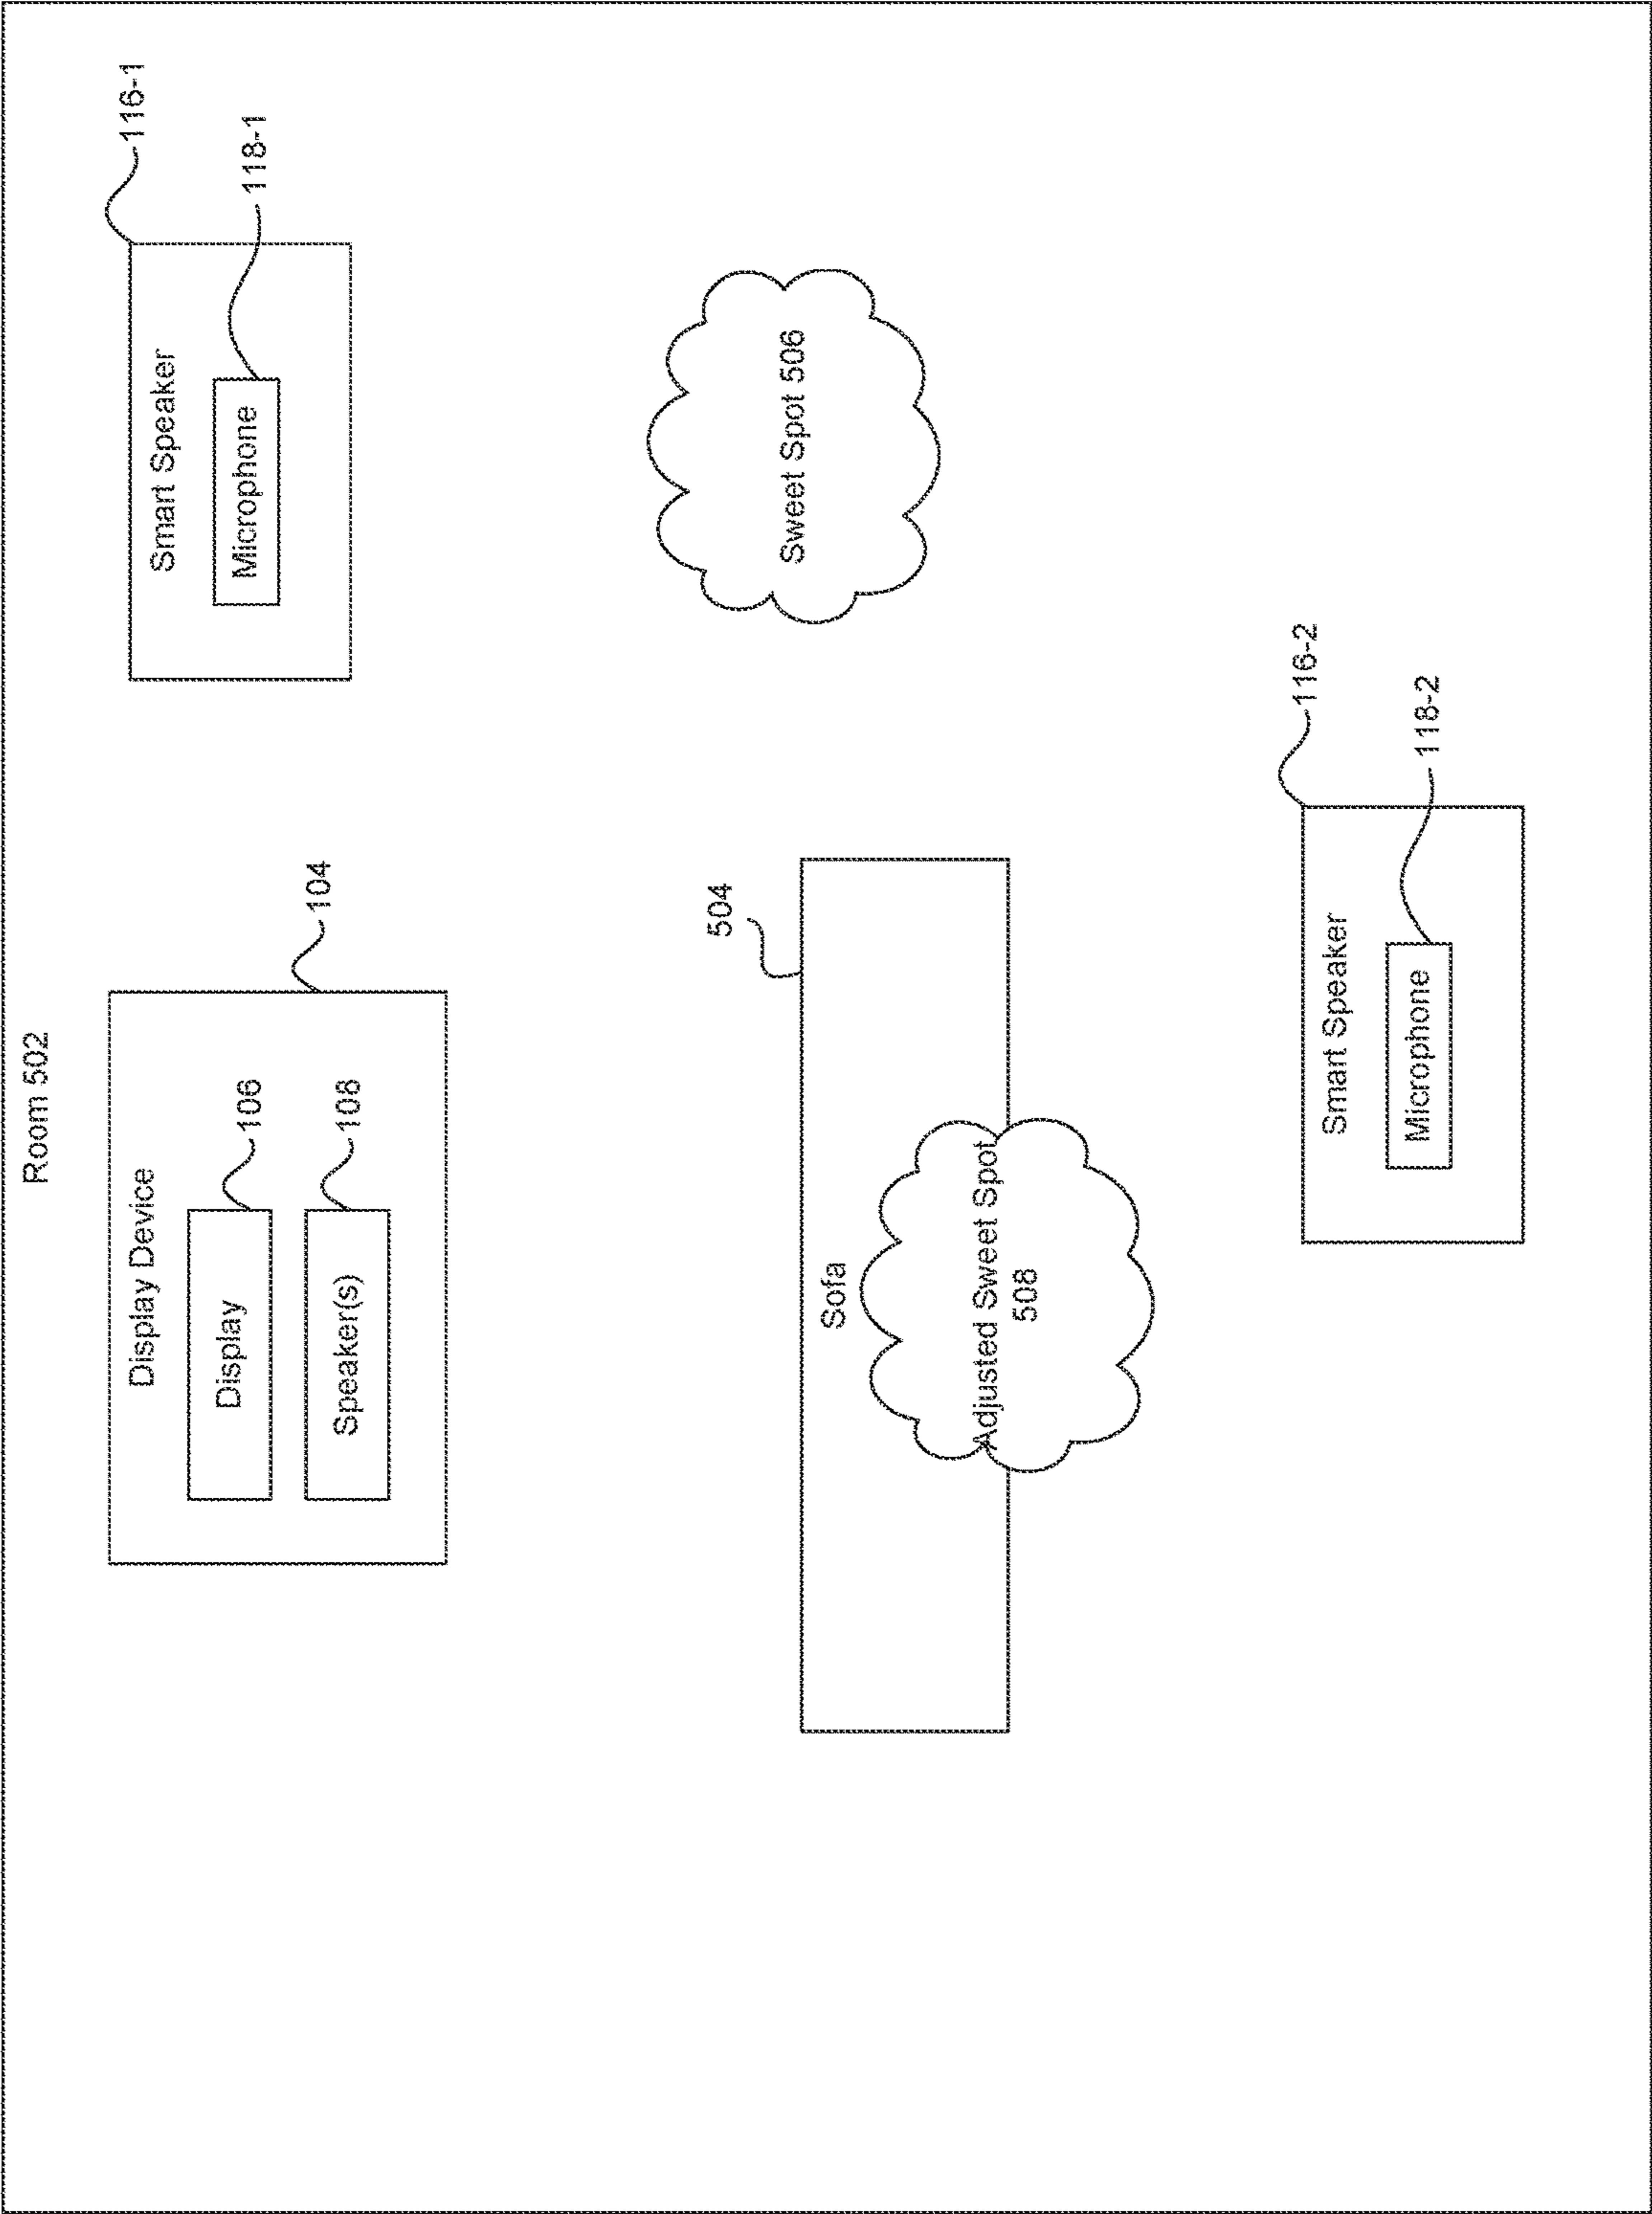 Room 502
Display Device
104
Display
106
Speaker(s)
108
Smart Speaker
116-1
Microphone
118-1
504
Sofa
Adjusted Sweet Spot
508
Sweet Spot 506
Smart Speaker
116-2
Microphone
118-2